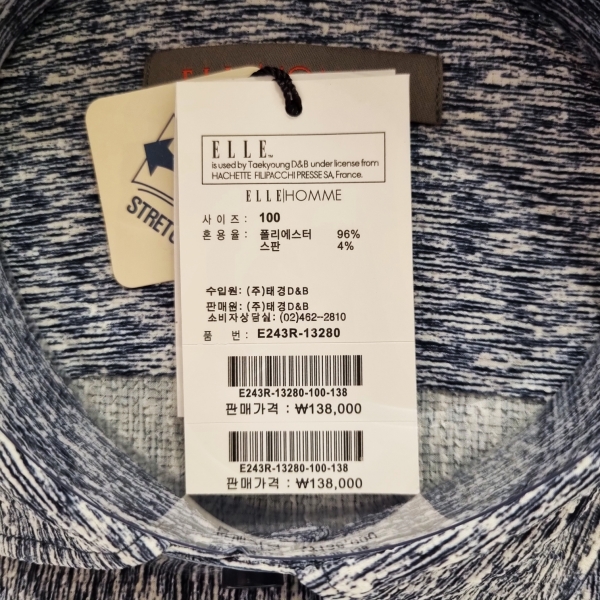 STRETC
ELLE™
is used by Taekyoung D&B under license from
HACHETTE FILIPACCHI PRESSE SA, France.
ELLE|HOMME
사 이 즈 : 100
혼 용 율 : 폴리에스터 96%
스판 4%
수입원: (주)태경D&B
판매원: (주)태경D&B
소비자상담실: (02)462-2810
품 번: E243R-13280
E243R-13280-100-138
판매가격 : ₩138,000
E243R-13280-100-138
판매가격 : ₩138,000